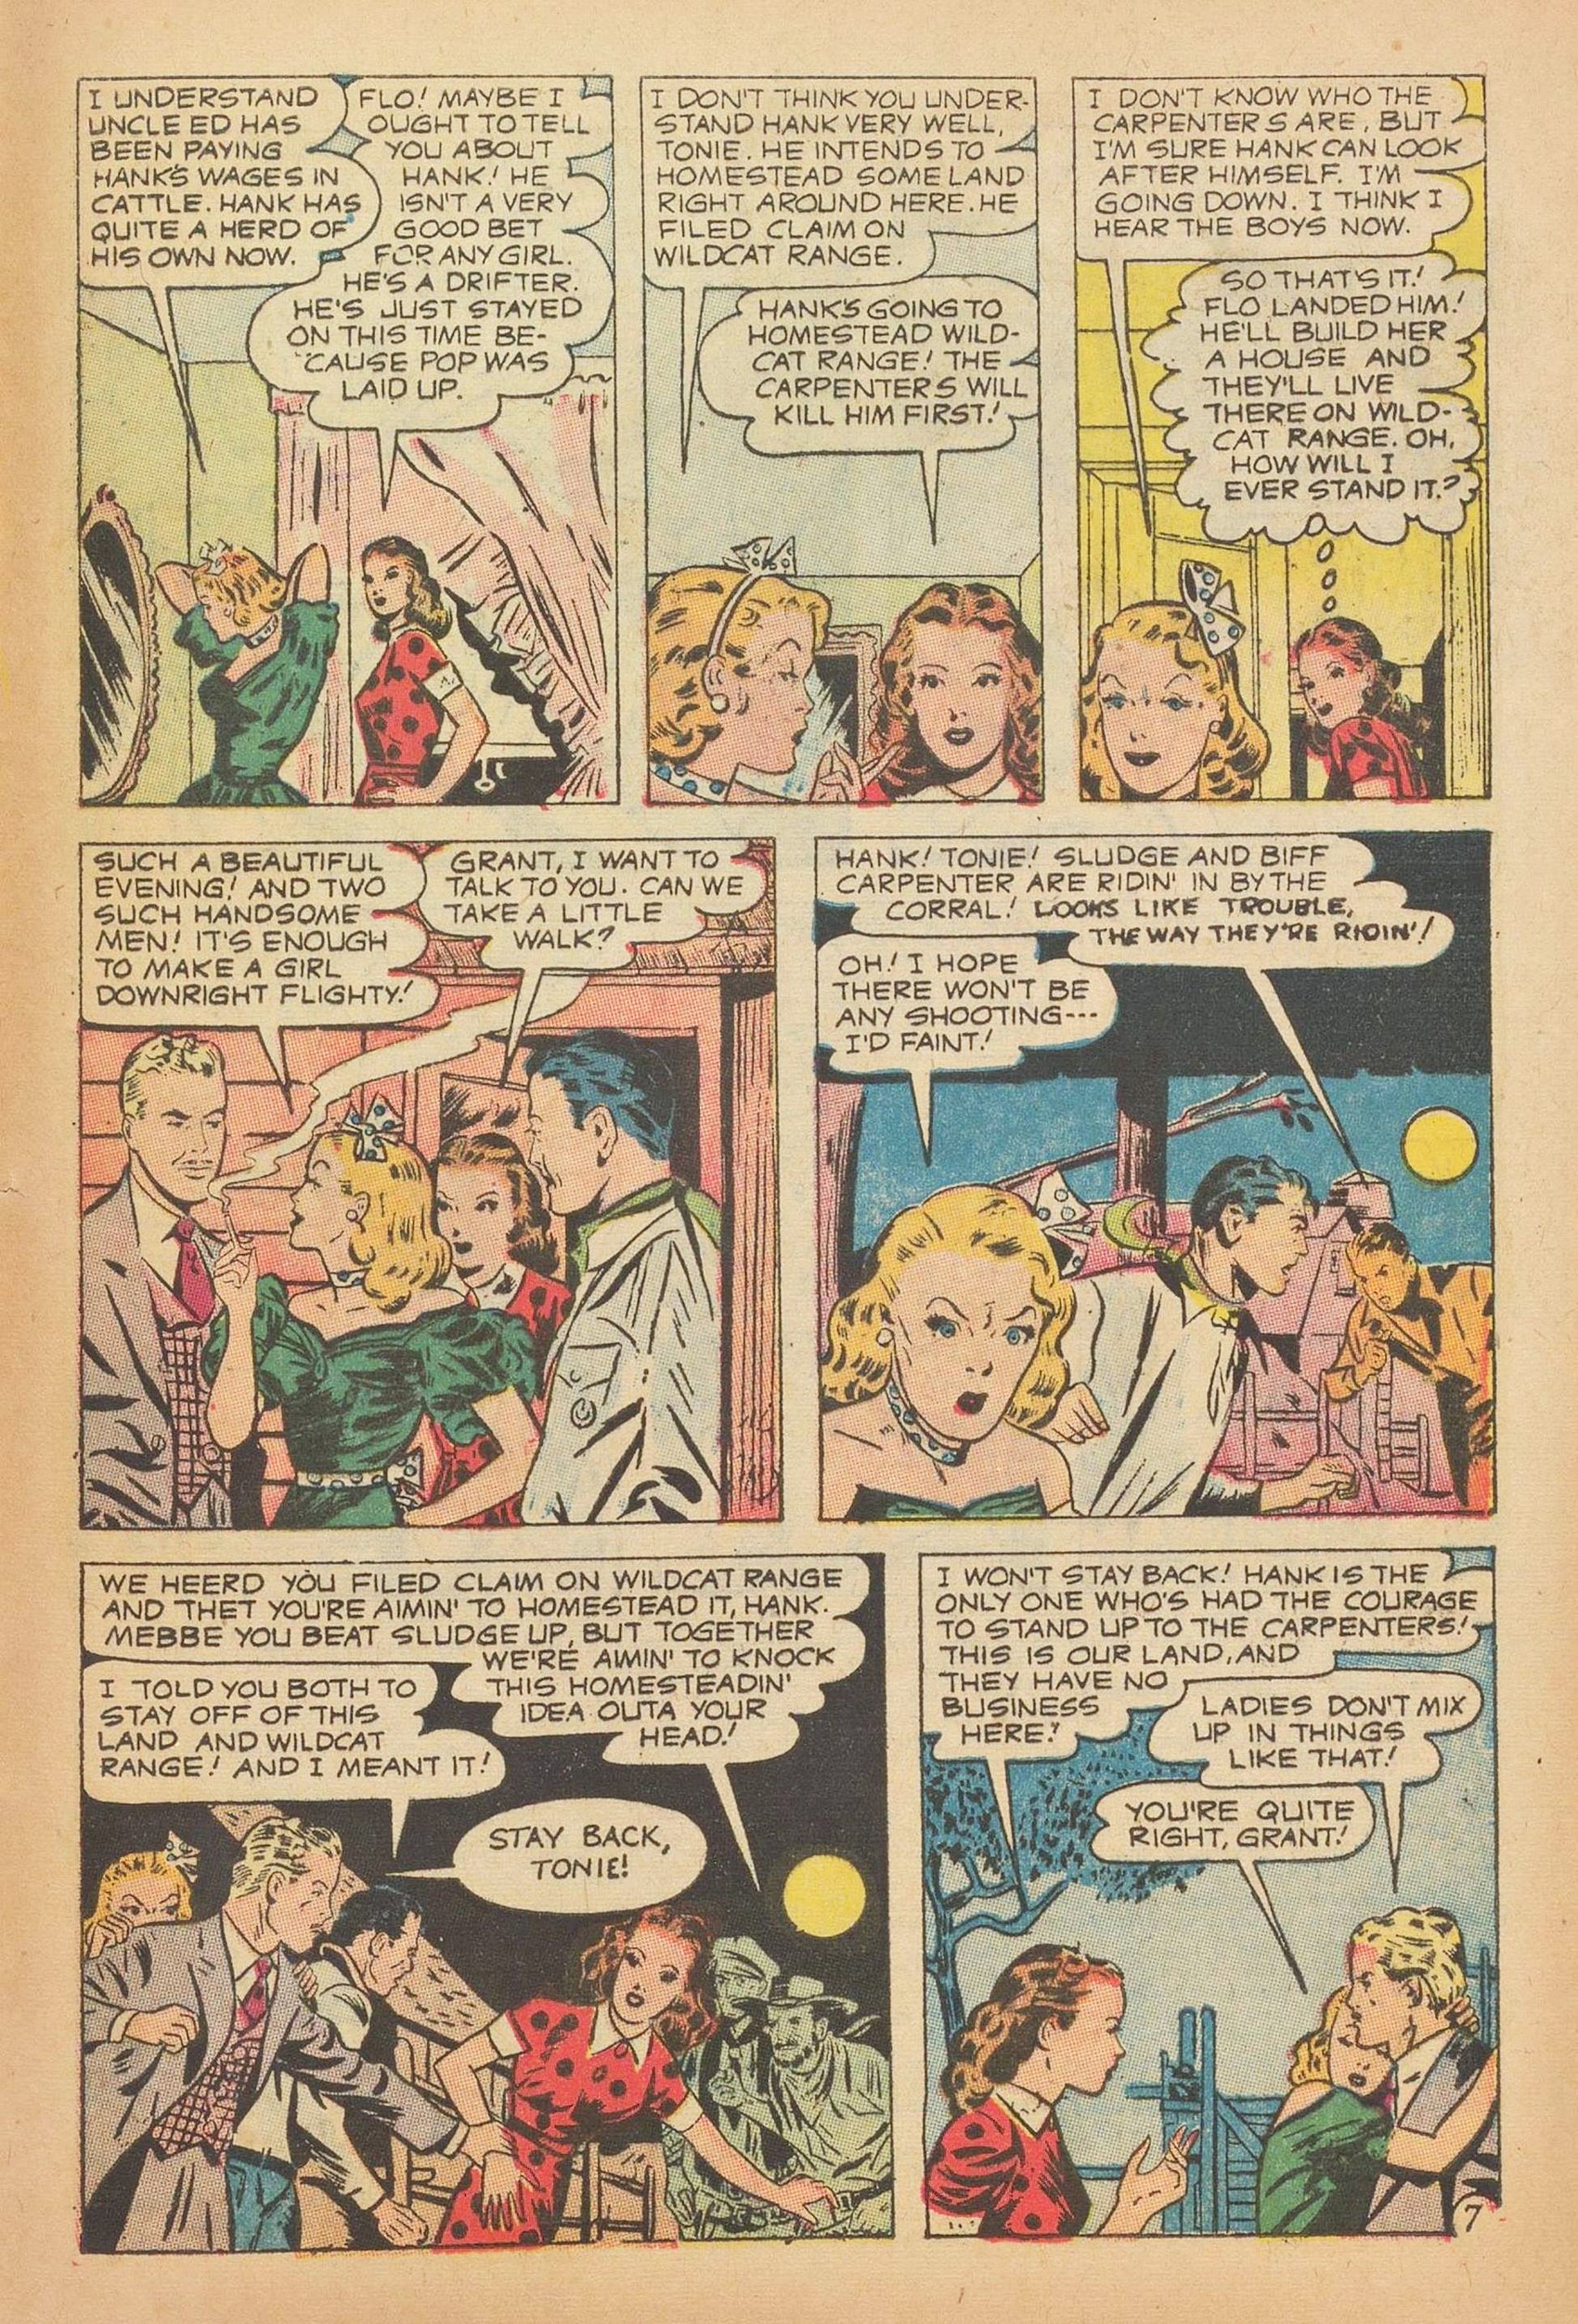 I UNDERSTAND
UNCLE ED HAS
BEEN PAYING
HANK'S WAGES IN
CATTLE. HANK HAS
QUITE A HERD OF
HIS OWN NOW.
FLO! MAYBE I
OUGHT TO TELL
YOU ABOUT
HANK! HE
ISN'T A VERY
GOOD BET
FOR ANY GIRL.
HE'S A DRIFTER.
HE'S JUST STAYED
ON THIS TIME BE-
'CAUSE POP WAS
LAID UP.
I DON'T THINK YOU UNDER-
STAND HANK VERY WELL,
TONIE. HE INTENDS TO
HOMESTEAD SOME LAND
RIGHT AROUND HERE. HE
FILED CLAIM ON
WILDCAT RANGE.
HANK'S GOING TO
HOMESTEAD WILD-
CAT RANGE! THE
CARPENTERS WILL
KILL HIM FIRST!
I DON'T KNOW WHO THE
CARPENTERS ARE, BUT
I'M SURE HANK CAN LOOK
AFTER HIMSELF. I'M
GOING DOWN. I THINK I
HEAR THE BOYS NOW.
SO THAT'S IT!
FLO LANDED HIM!
HE'LL BUILD HER
A HOUSE AND
THEY'LL LIVE
THERE ON WILD-
CAT RANGE. OH,
HOW WILL I
EVER STAND IT?
SUCH A BEAUTIFUL
EVENING! AND TWO
SUCH HANDSOME
MEN! IT'S ENOUGH
TO MAKE A GIRL
DOWNRIGHT FLIGHTY!
GRANT, I WANT TO
TALK TO YOU. CAN WE
TAKE A LITTLE
WALK?
HANK! TONIE! SLUDGE AND BIFF
CARPENTER ARE RIDIN' IN BY THE
CORRAL! LOOKS LIKE TROUBLE,
THE WAY THEY'RE RIDIN'!
OH! I HOPE
THERE WON'T BE
ANY SHOOTING---
I'D FAINT!
WE HEERD YOU FILED CLAIM ON WILDCAT RANGE
AND THET YOU'RE AIMIN' TO HOMESTEAD IT, HANK.
MEBBE YOU BEAT SLUDGE UP, BUT TOGETHER
WE'RE AIMIN' TO KNOCK
THIS HOMESTEADIN'
IDEA OUTA YOUR
HEAD!
I TOLD YOU BOTH TO
STAY OFF OF THIS
LAND AND WILDCAT
RANGE! AND I MEANT IT!
STAY BACK,
TONIE!
I WON'T STAY BACK! HANK IS THE
ONLY ONE WHO'S HAD THE COURAGE
TO STAND UP TO THE CARPENTERS!
THIS IS OUR LAND, AND
THEY HAVE NO
BUSINESS
HERE!
LADIES DON'T MIX
UP IN THINGS
LIKE THAT!
YOU'RE QUITE
RIGHT, GRANT!
7